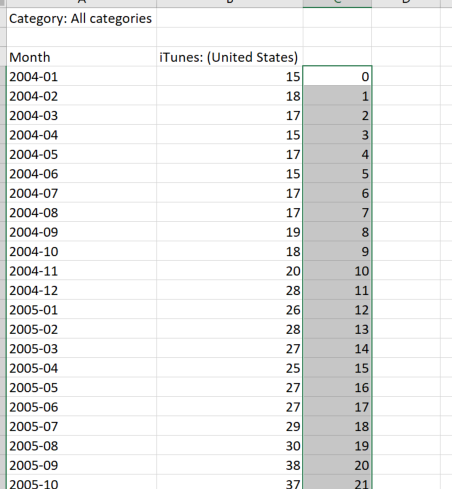 Category: All categories
Month iTunes: (United States)
2004-01 15 0
2004-02 18 1
2004-03 17 2
2004-04 15 3
2004-05 17 4
2004-06 15 5
2004-07 17 6
2004-08 17 7
2004-09 19 8
2004-10 18 9
2004-11 20 10
2004-12 28 11
2005-01 26 12
2005-02 28 13
2005-03 27 14
2005-04 25 15
2005-05 27 16
2005-06 27 17
2005-07 29 18
2005-08 30 19
2005-09 38 20
2005-10 37 21